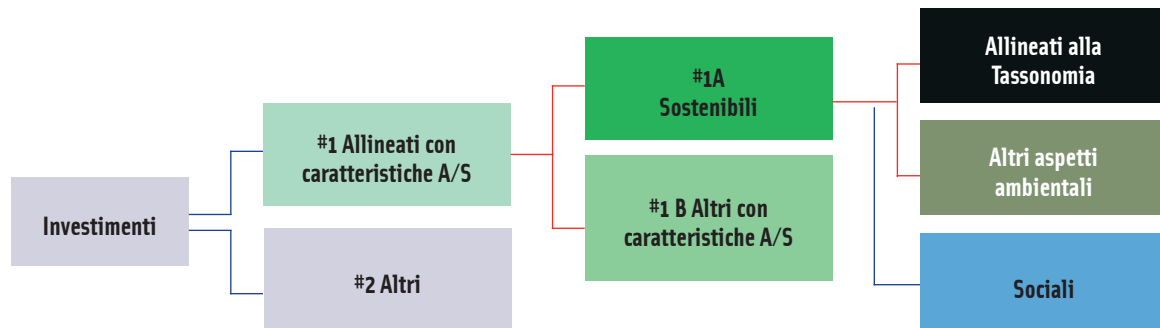 Investimenti
#1 Allineati con
caratteristiche A/S
#2 Altri
#1A
Sostenibili
#1 B Altri con
caratteristiche A/S
Allineati alla
Tassonomia
Altri aspetti
ambientali
Sociali